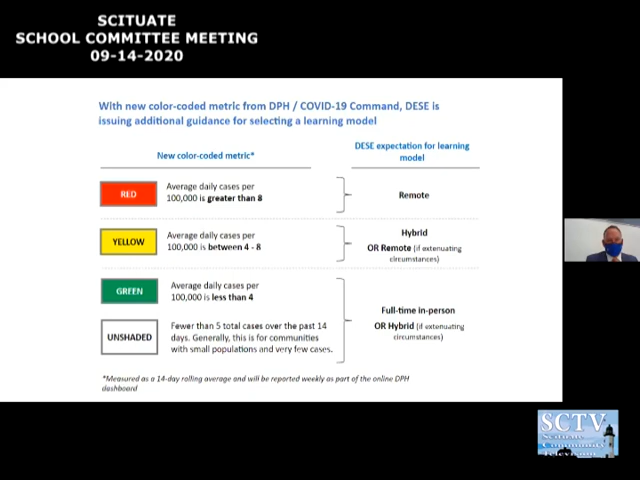 SCITUATE
SCHOOL COMMITTEE MEETING
09-14-2020
With new color-coded metric from DPH / COVID-19 Command, DESE is
issuing additional guidance for selecting a learning model
New color-coded metric*
DESE expectation for learning
model
RED
Average daily cases per
100,000 is greater than 8
Remote
YELLOW
Average daily cases per
100,000 is between 4 - 8
Hybrid
OR Remote (if extenuating
circumstances)
GREEN
Average daily cases per
100,000 is less than 4
UNSHADED
Fewer than 5 total cases over the past 14
days. Generally, this is for communities
with small populations and very few cases.
Full-time in-person
OR Hybrid (if extenuating
circumstances)
*Measured as a 14-day rolling average and will be reported weekly as part of the online DPH
dashboard
SCTV
Scituate
Community
Television